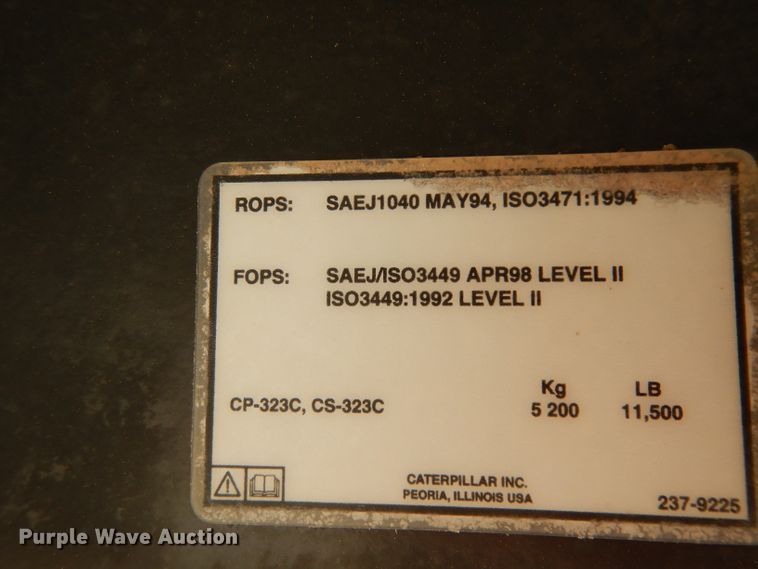 ROPS: SAEJ1040 MAY94, ISO3471:1994
FOPS: SAEJ/ISO3449 APR98 LEVEL II
ISO3449:1992 LEVEL II
Kg LB
CP-323C, CS-323C 5 200 11,500
CATERPILLAR INC.
PEORIA, ILLINOIS USA
237-9225
Purple Wave Auction